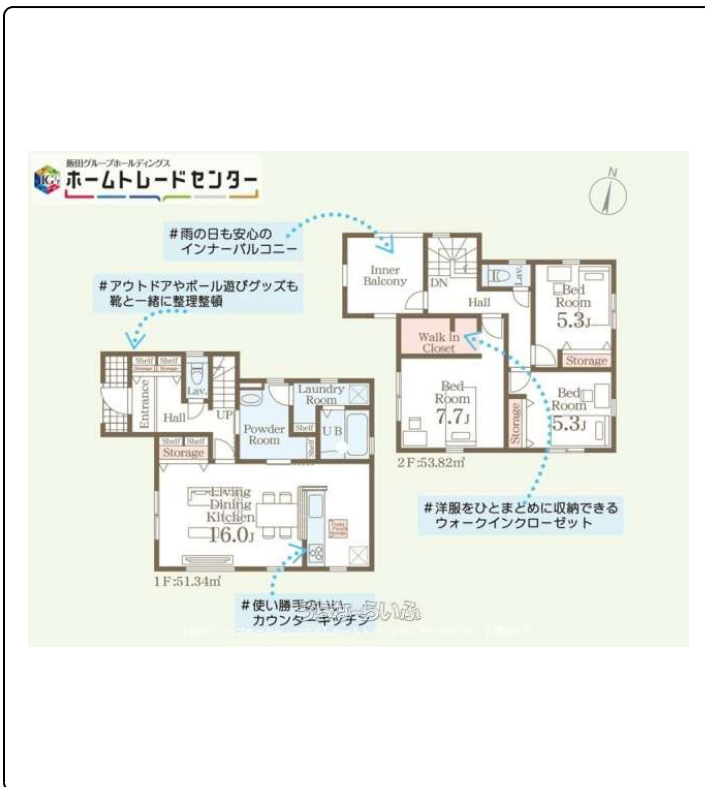 飯田グループホールディングス
ホームトレードセンター
N
#雨の日も安心の
インナーバルコニー
#アウトドアやボール遊びグッズも
靴と一緒に整理整頓
Inner
Balcony
DN
Lav.
Hall
Bed
Room
5.3J
Storage
Walk in
Closet
Bed
Room
7.7J
Storage
Bed
Room
5.3J
2F:53.82㎡
Shelf Shelf
Storage Storage
Entrance
Hall
Lav.
UP
Laundry
Room
Shelf
UB
Powder
Room
Shelf
Shelf Shelf
Storage
Living
Dining
Kitchen
16.0J
1F:51.34㎡
#洋服をひとまとめに収納できる
ウォークインクローゼット
#使い勝手のいい
カウンターキッチン